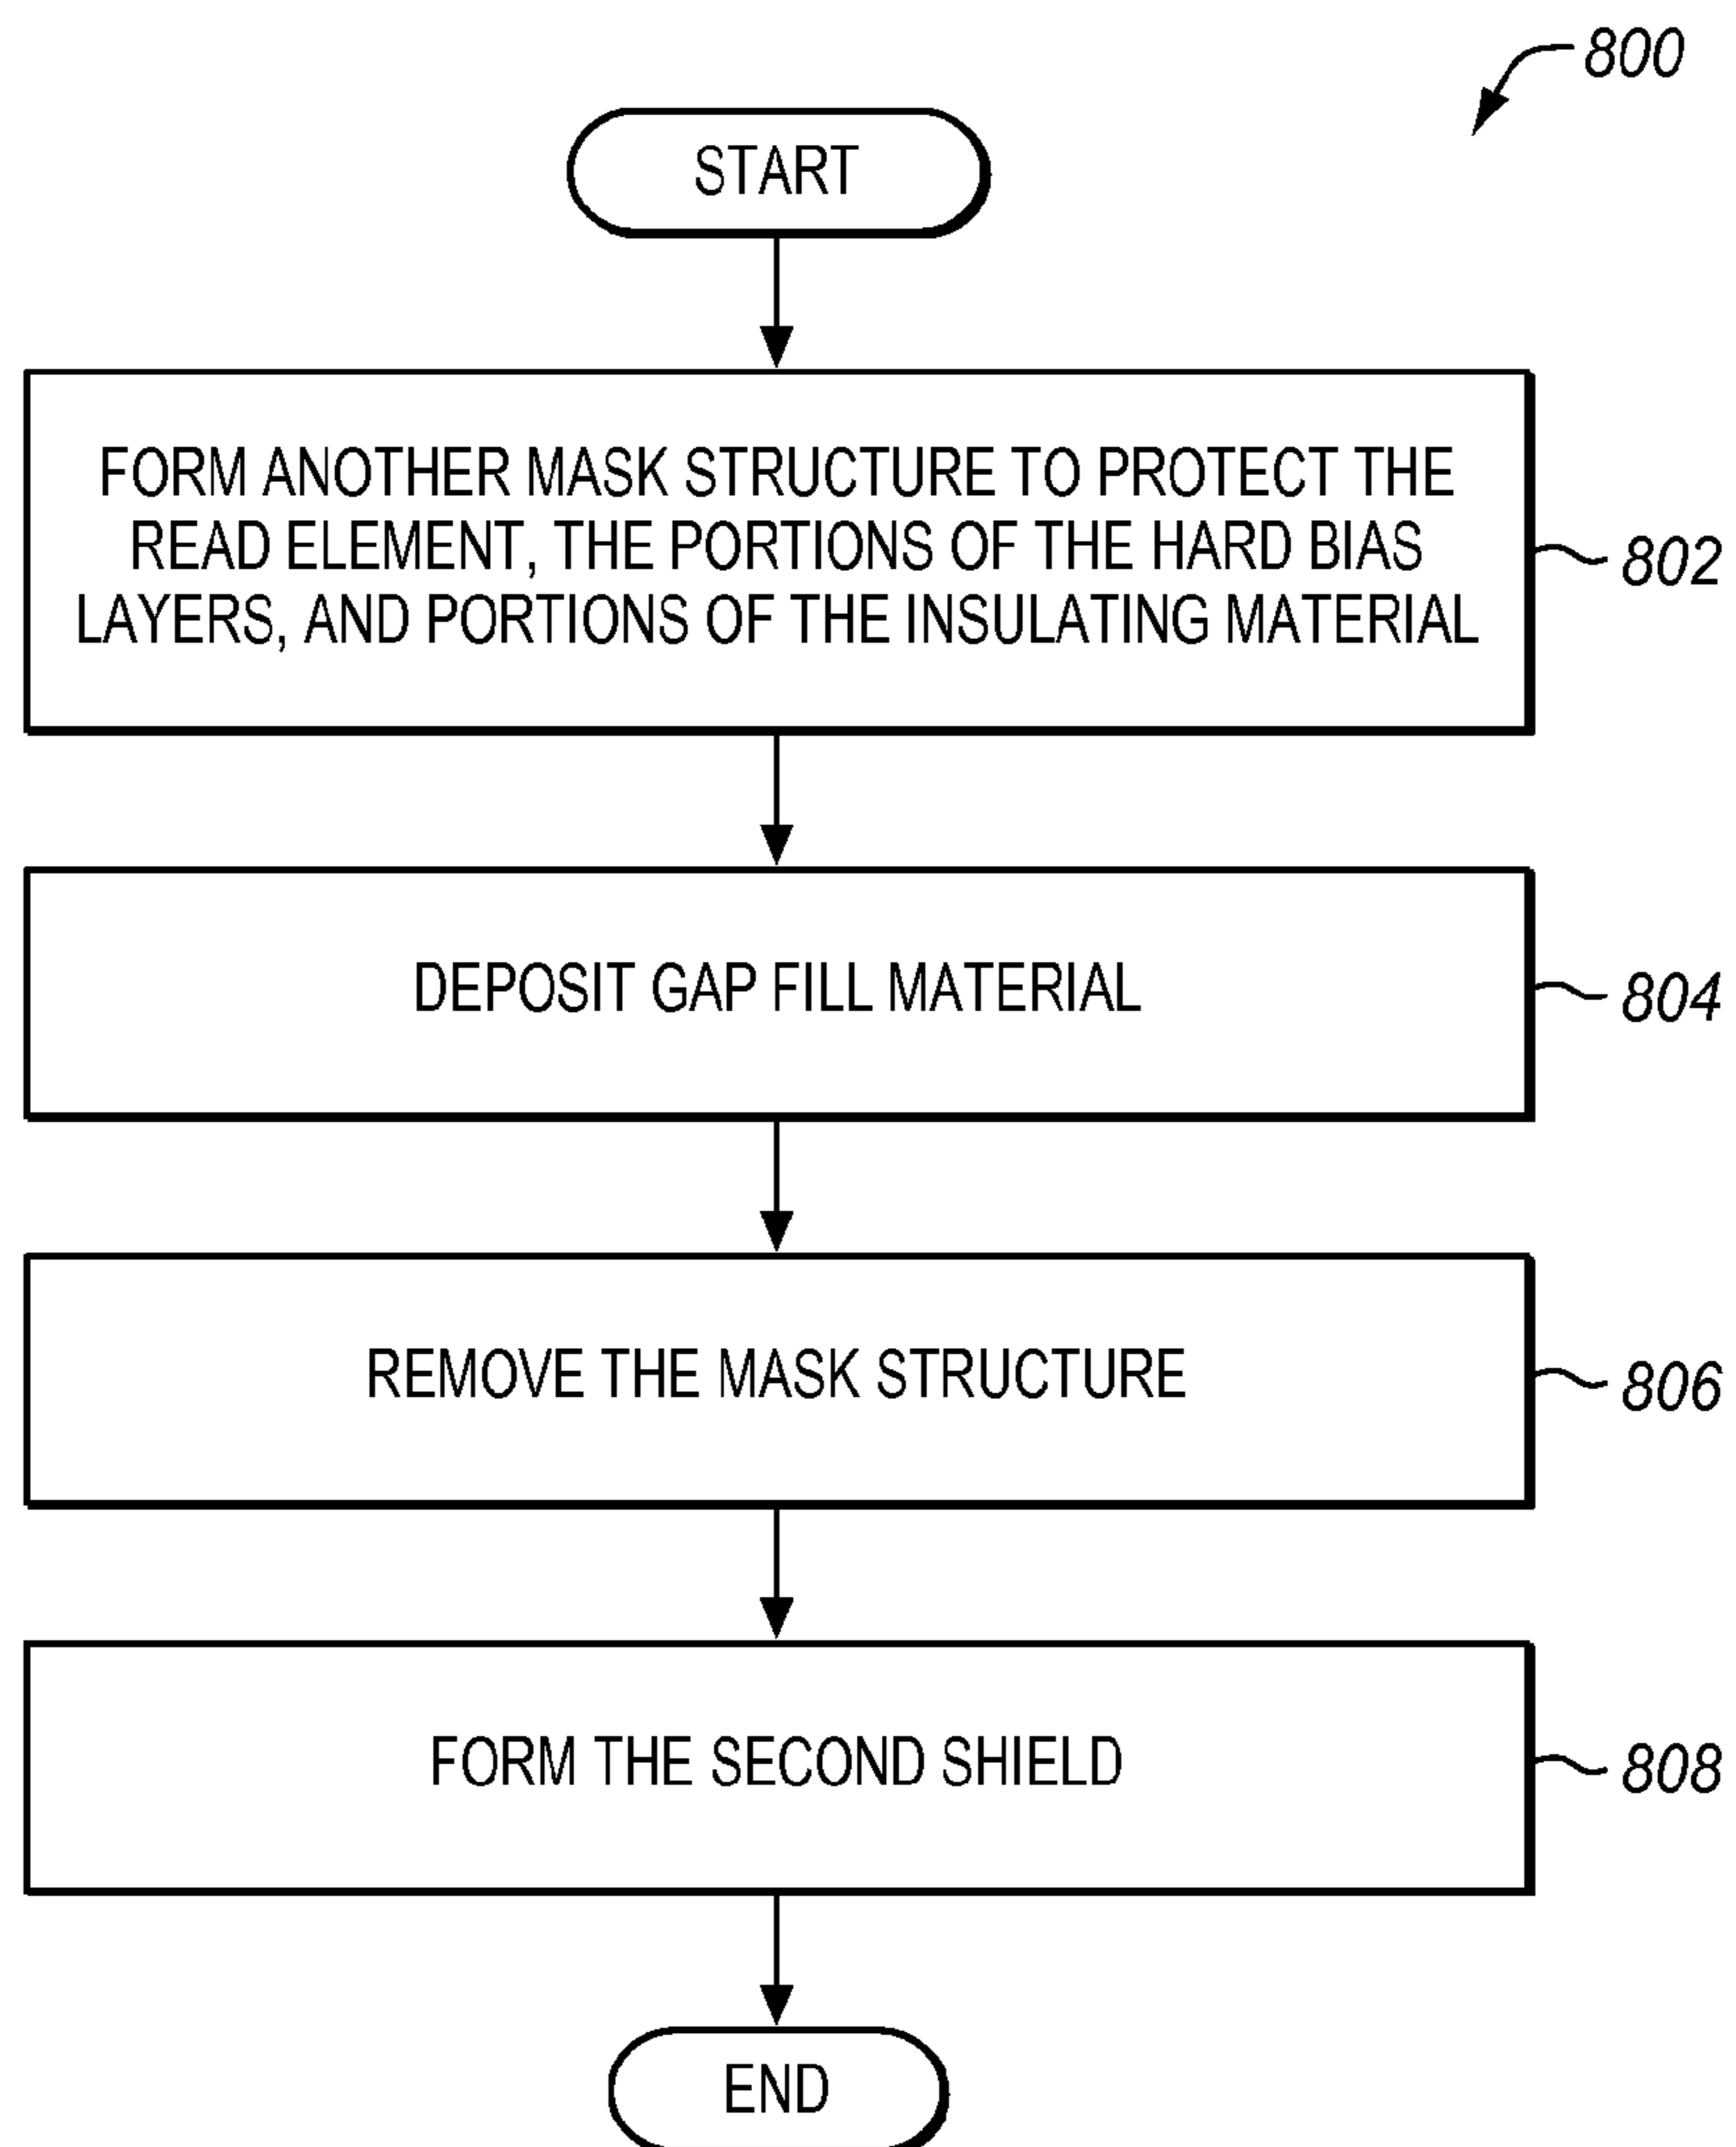 800
START
FORM ANOTHER MASK STRUCTURE TO PROTECT THE
READ ELEMENT, THE PORTIONS OF THE HARD BIAS
LAYERS, AND PORTIONS OF THE INSULATING MATERIAL
802
DEPOSIT GAP FILL MATERIAL
804
REMOVE THE MASK STRUCTURE
806
FORM THE SECOND SHIELD
808
END